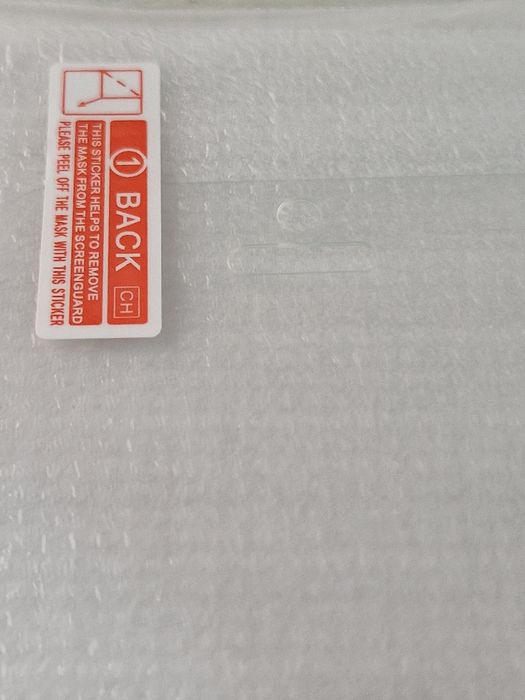 ① BACK CH
THIS STICKER HELPS TO REMOVE
THE MASK FROM THE SCREENGUARD
PLEASE PEEL OFF THE MASK WITH THIS STICKER